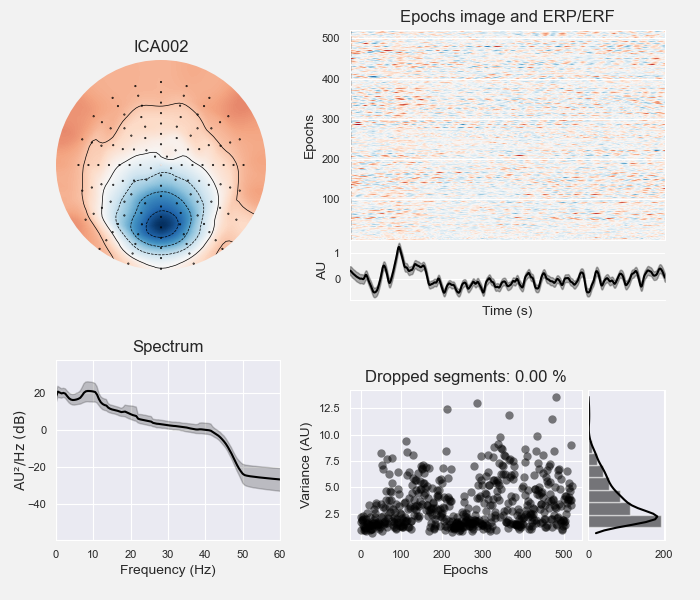 ICA002
Epochs image and ERP/ERF
500
400
300
200
100
Epochs
1
0
AU
Time (s)
Spectrum
20
0
−20
−40
AU²/Hz (dB)
0 10 20 30 40 50 60
Frequency (Hz)
Dropped segments: 0.00 %
12.5
10.0
7.5
5.0
2.5
Variance (AU)
0 100 200 300 400 500
Epochs
0 200